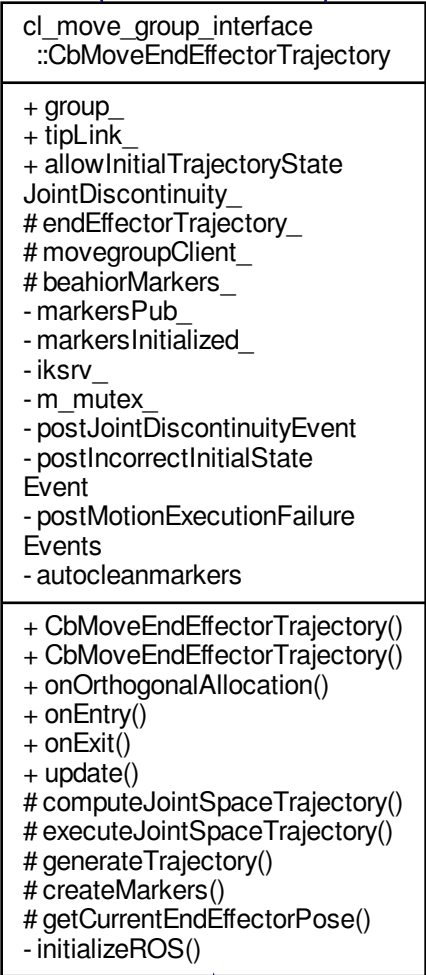 cl_move_group_interface
::CbMoveEndEffectorTrajectory
+ group_
+ tipLink_
+ allowInitialTrajectoryState
JointDiscontinuity_
# endEffectorTrajectory_
# movegroupClient_
# beahiorMarkers_
- markersPub_
- markersInitialized_
- iksrv_
- m_mutex_
- postJointDiscontinuityEvent
- postIncorrectInitialState
Event
- postMotionExecutionFailure
Events
- autocleanmarkers
+ CbMoveEndEffectorTrajectory()
+ CbMoveEndEffectorTrajectory()
+ onOrthogonalAllocation()
+ onEntry()
+ onExit()
+ update()
# computeJointSpaceTrajectory()
# executeJointSpaceTrajectory()
# generateTrajectory()
# createMarkers()
# getCurrentEndEffectorPose()
- initializeROS()